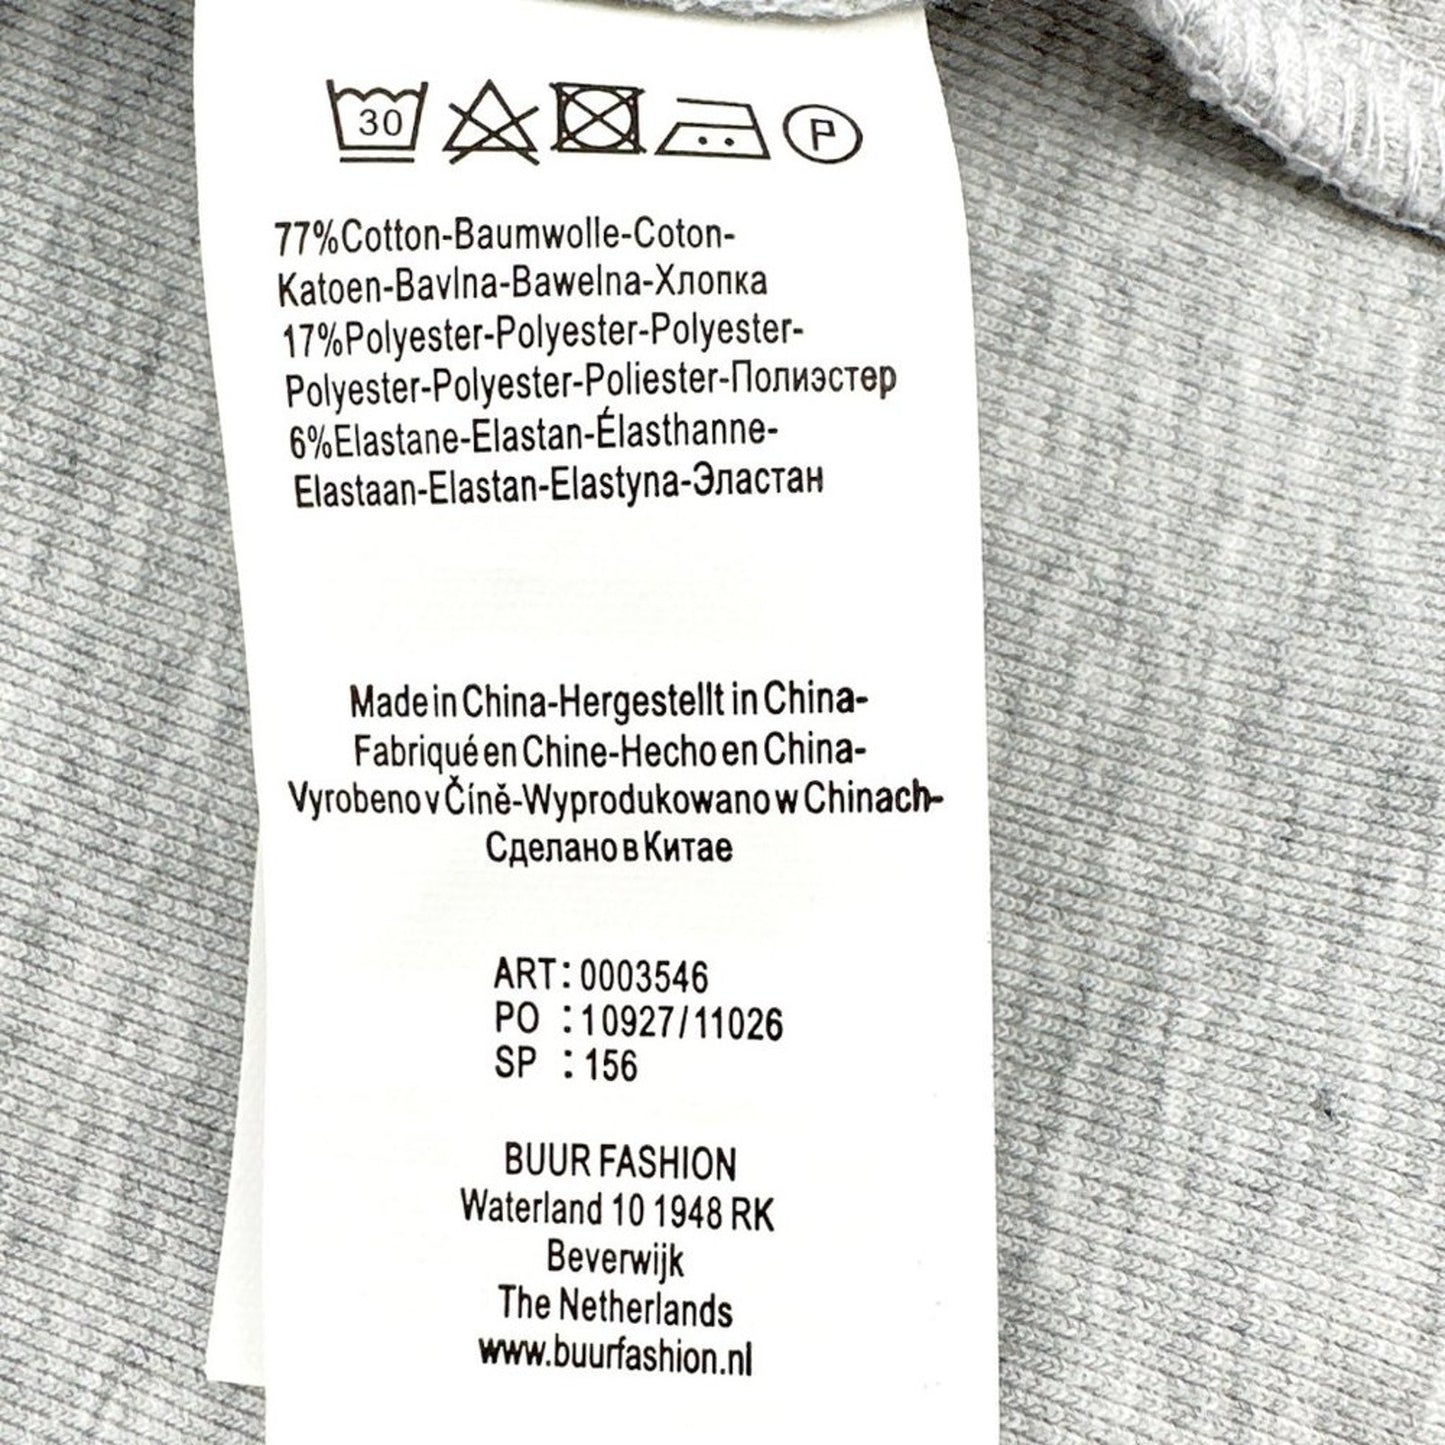 30 P
77%Cotton-Baumwolle-Coton-
Katoen-Bavlna-Bawelna-Хлопка
17%Polyester-Polyester-Polyester-
Polyester-Polyester-Poliester-Полиэстер
6%Elastane-Elastan-Élasthanne-
Elastaan-Elastan-Elastyna-Эластан
Made in China-Hergestellt in China-
Fabriqué en Chine-Hecho en China-
Vyrobeno v Číně-Wyprodukowano w Chinach-
Сделано в Китае
ART: 0003546
PO : 10927/11026
SP : 156
BUUR FASHION
Waterland 10 1948 RK
Beverwijk
The Netherlands
www.buurfashion.nl